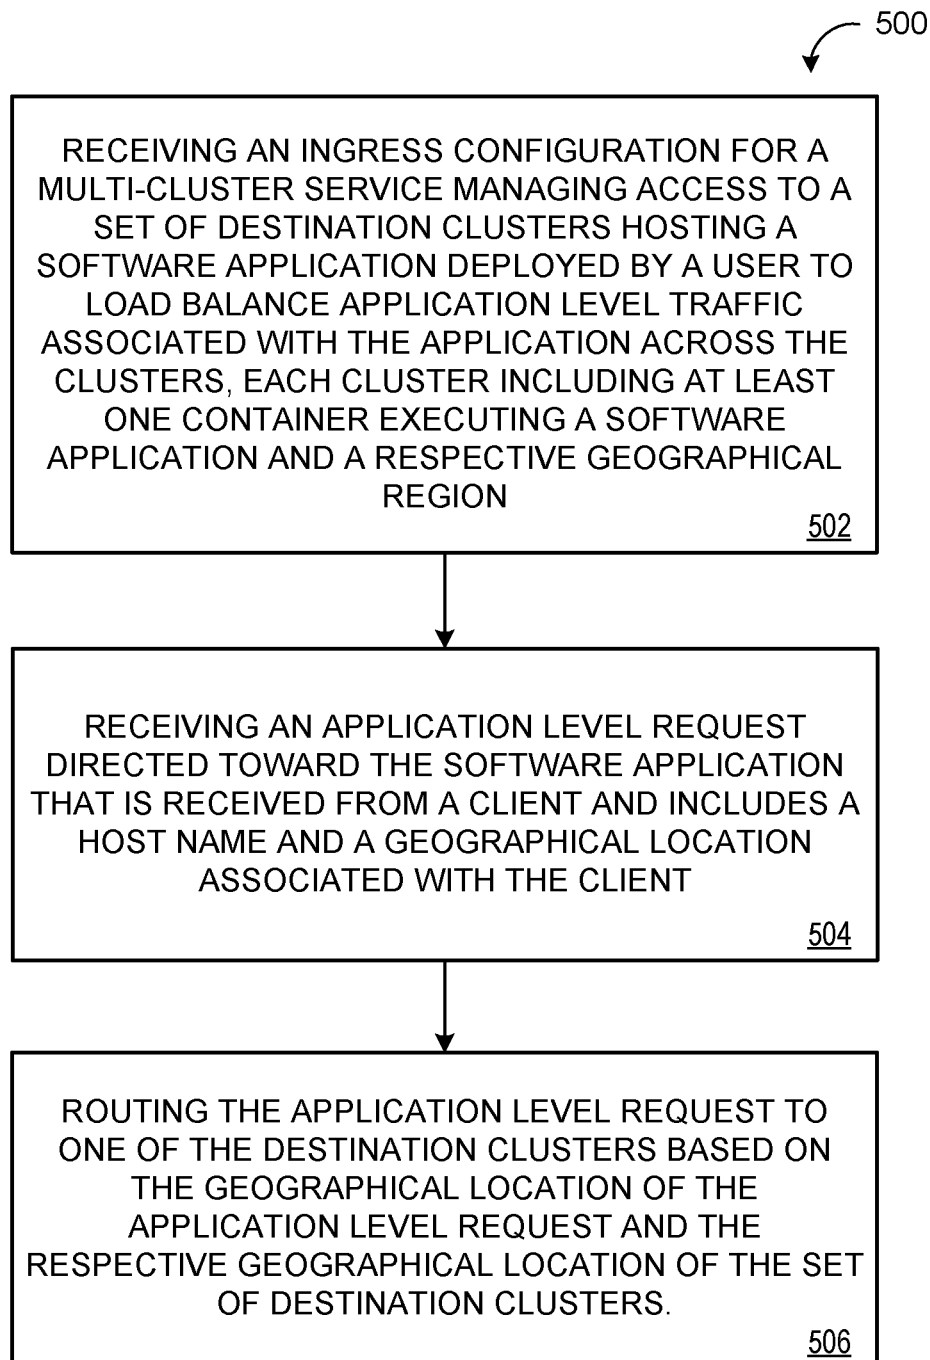 500
RECEIVING AN INGRESS CONFIGURATION FOR A
MULTI-CLUSTER SERVICE MANAGING ACCESS TO A
SET OF DESTINATION CLUSTERS HOSTING A
SOFTWARE APPLICATION DEPLOYED BY A USER TO
LOAD BALANCE APPLICATION LEVEL TRAFFIC
ASSOCIATED WITH THE APPLICATION ACROSS THE
CLUSTERS, EACH CLUSTER INCLUDING AT LEAST
ONE CONTAINER EXECUTING A SOFTWARE
APPLICATION AND A RESPECTIVE GEOGRAPHICAL
REGION
502
RECEIVING AN APPLICATION LEVEL REQUEST
DIRECTED TOWARD THE SOFTWARE APPLICATION
THAT IS RECEIVED FROM A CLIENT AND INCLUDES A
HOST NAME AND A GEOGRAPHICAL LOCATION
ASSOCIATED WITH THE CLIENT
504
ROUTING THE APPLICATION LEVEL REQUEST TO
ONE OF THE DESTINATION CLUSTERS BASED ON
THE GEOGRAPHICAL LOCATION OF THE
APPLICATION LEVEL REQUEST AND THE
RESPECTIVE GEOGRAPHICAL LOCATION OF THE SET
OF DESTINATION CLUSTERS.
506